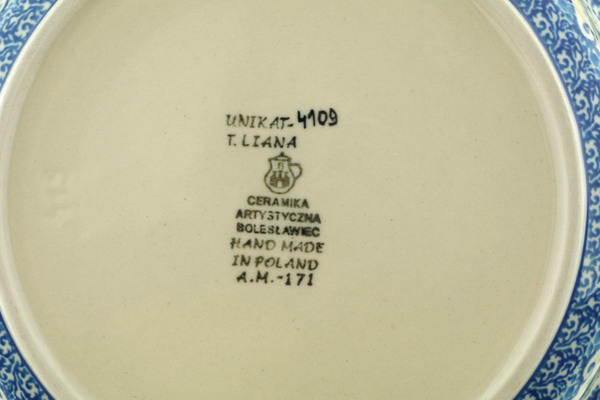 UNIKAT-4109
T. LIANA
CERAMIKA
ARTYSTYCZNA
BOLESŁAWIEC
HAND MADE
IN POLAND
A.M.-171